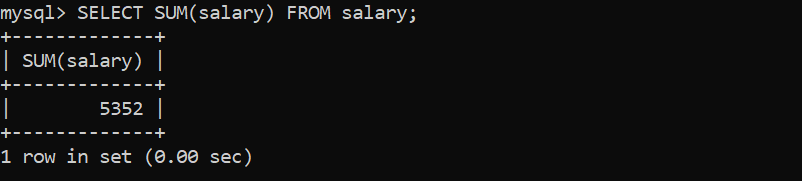 mysql> SELECT SUM(salary) FROM salary;
+-------------+
| SUM(salary) |
+-------------+
|        5352 |
+-------------+
1 row in set (0.00 sec)